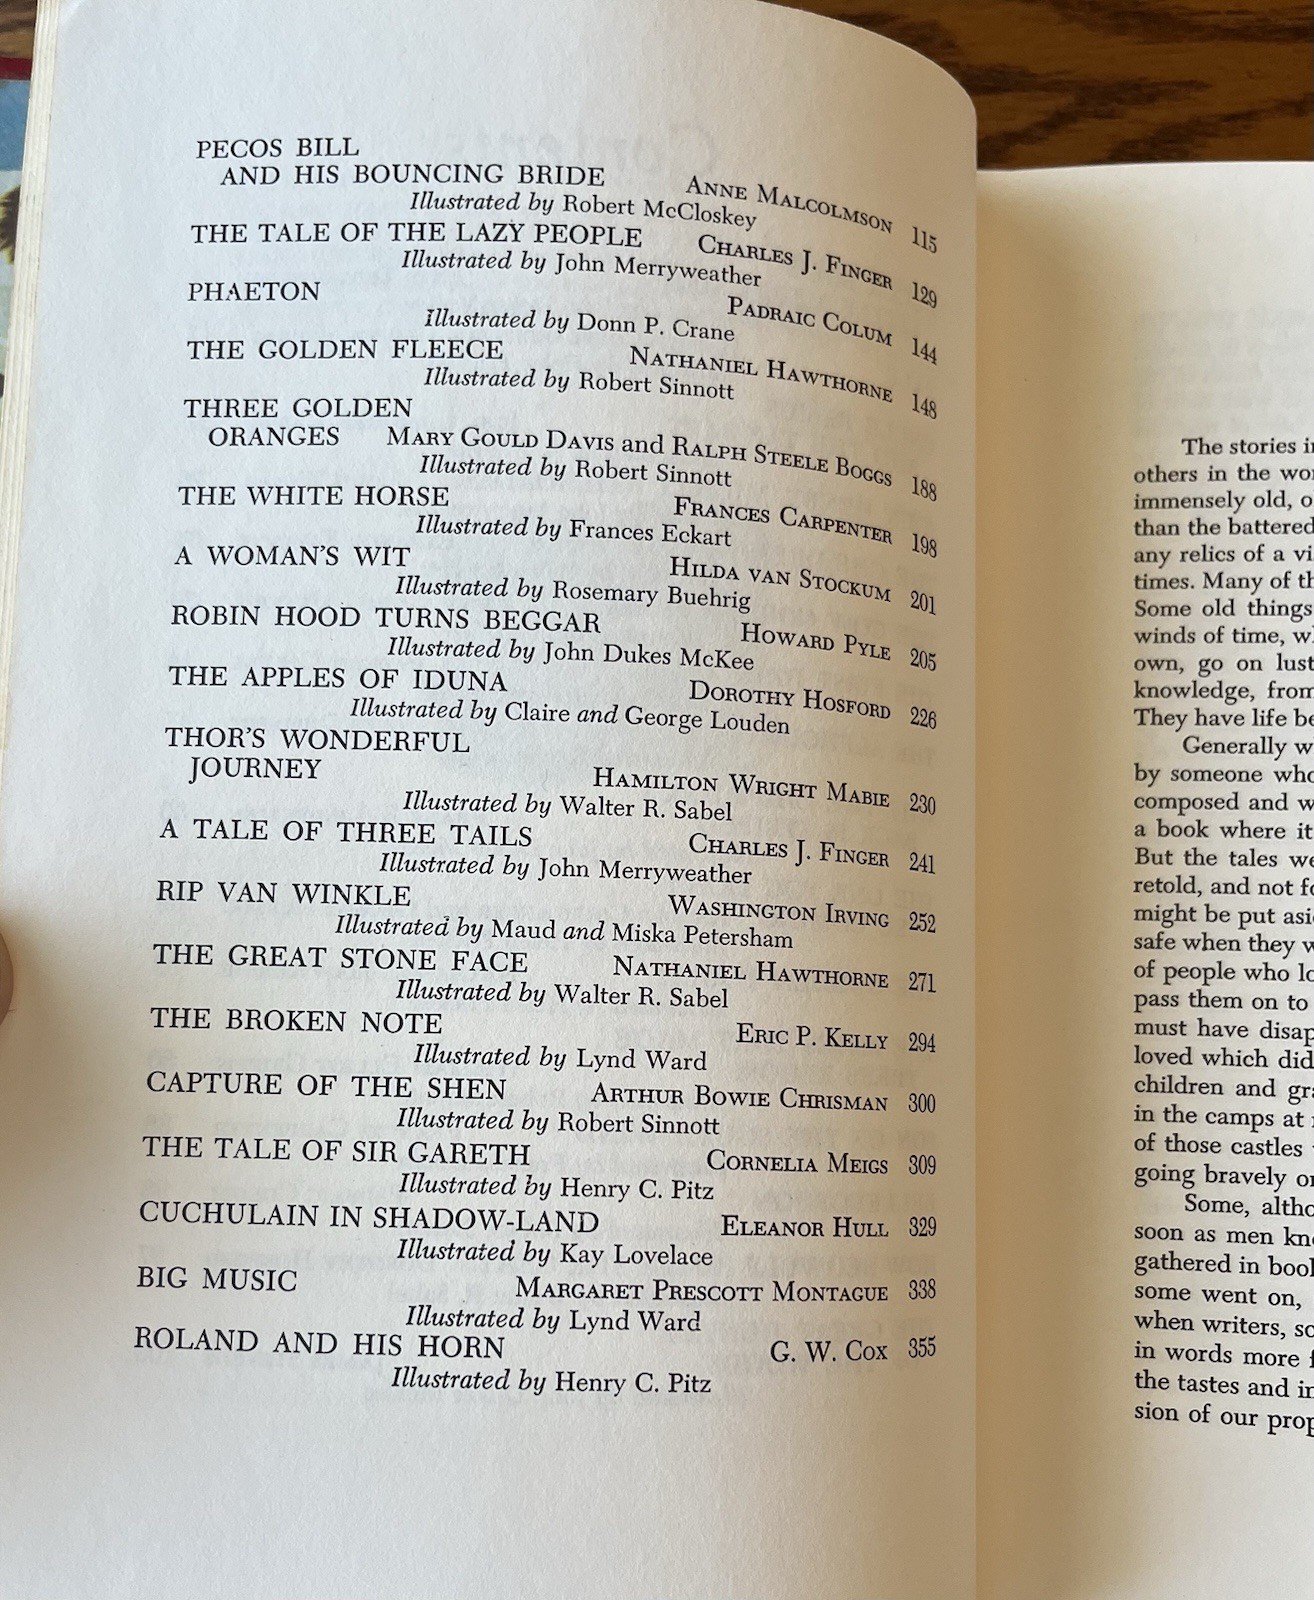 PECOS BILL
AND HIS BOUNCING BRIDE ANNE MALCOLMSON 115
Illustrated by Robert McCloskey
THE TALE OF THE LAZY PEOPLE CHARLES J. FINGER 129
Illustrated by John Merryweather
PHAETON PADRAIC COLUM 144
Illustrated by Donn P. Crane
THE GOLDEN FLEECE NATHANIEL HAWTHORNE 148
Illustrated by Robert Sinnott
THREE GOLDEN
ORANGES MARY GOULD DAVIS and RALPH STEELE BOGGS 188
Illustrated by Robert Sinnott
THE WHITE HORSE FRANCES CARPENTER 198
Illustrated by Frances Eckart
A WOMAN'S WIT HILDA VAN STOCKUM 201
Illustrated by Rosemary Buehrig
ROBIN HOOD TURNS BEGGAR HOWARD PYLE 205
Illustrated by John Dukes McKee
THE APPLES OF IDUNA DOROTHY HOSFORD 226
Illustrated by Claire and George Louden
THOR'S WONDERFUL
JOURNEY HAMILTON WRIGHT MABIE 230
Illustrated by Walter R. Sabel
A TALE OF THREE TAILS CHARLES J. FINGER 241
Illustrated by John Merryweather
RIP VAN WINKLE WASHINGTON IRVING 252
Illustrated by Maud and Miska Petersham
THE GREAT STONE FACE NATHANIEL HAWTHORNE 271
Illustrated by Walter R. Sabel
THE BROKEN NOTE ERIC P. KELLY 294
Illustrated by Lynd Ward
CAPTURE OF THE SHEN ARTHUR BOWIE CHRISMAN 300
Illustrated by Robert Sinnott
THE TALE OF SIR GARETH CORNELIA MEIGS 309
Illustrated by Henry C. Pitz
CUCHULAIN IN SHADOW-LAND ELEANOR HULL 329
Illustrated by Kay Lovelace
BIG MUSIC MARGARET PRESCOTT MONTAGUE 338
Illustrated by Lynd Ward
ROLAND AND HIS HORN G. W. COX 355
Illustrated by Henry C. Pitz
The stories
others in the
immensely old,
than the battered
any relics of a
times. Many of
Some old things
winds of time,
own, go on
knowledge, from
They have life
Generally
by someone
composed and
a book where it
But the tales
retold, and not
might be put
safe when they
of people who
pass them on to
must have
loved which did
children and
in the camps at
of those castles
going bravely
Some,
soon as men
gathered in
some went on,
when writers,
in words more
the tastes and
sion of our